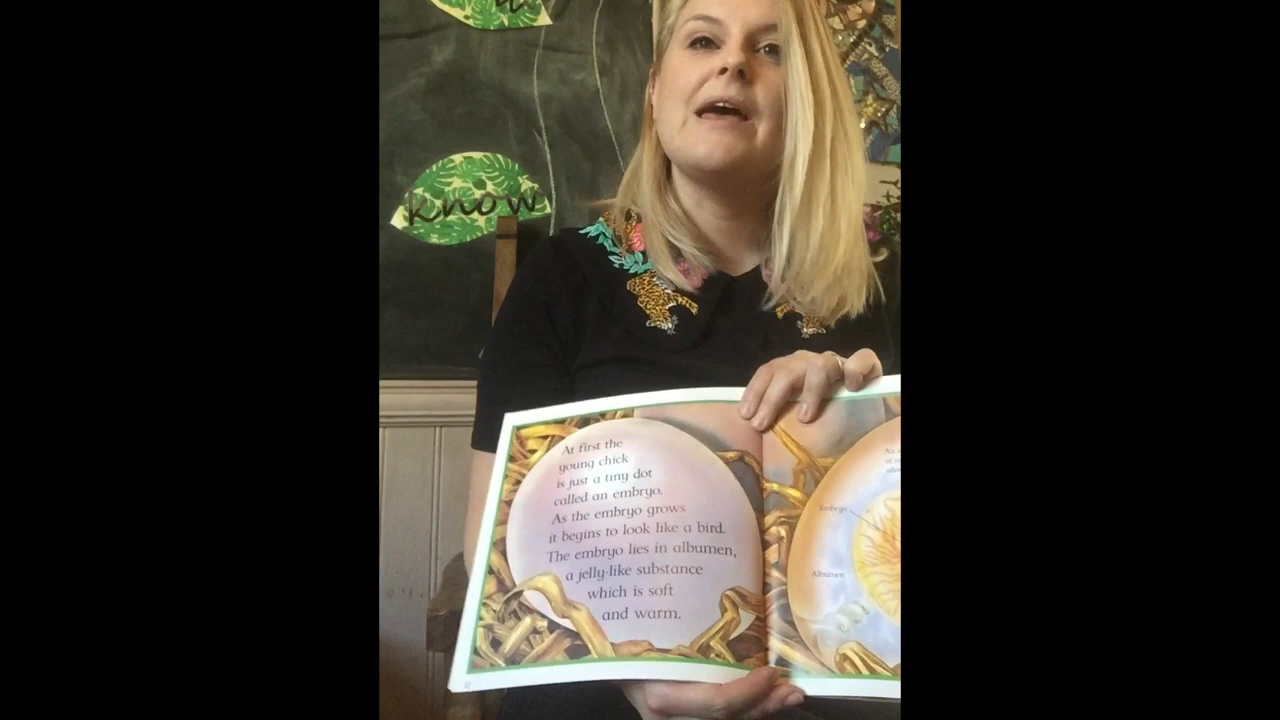 know
At first the
young chick
is just a tiny dot
called an embryo.
As the embryo grows
it begins to look like a bird.
The embryo lies in albumen,
a jelly-like substance
which is soft
and warm.
Embryo
Albumen